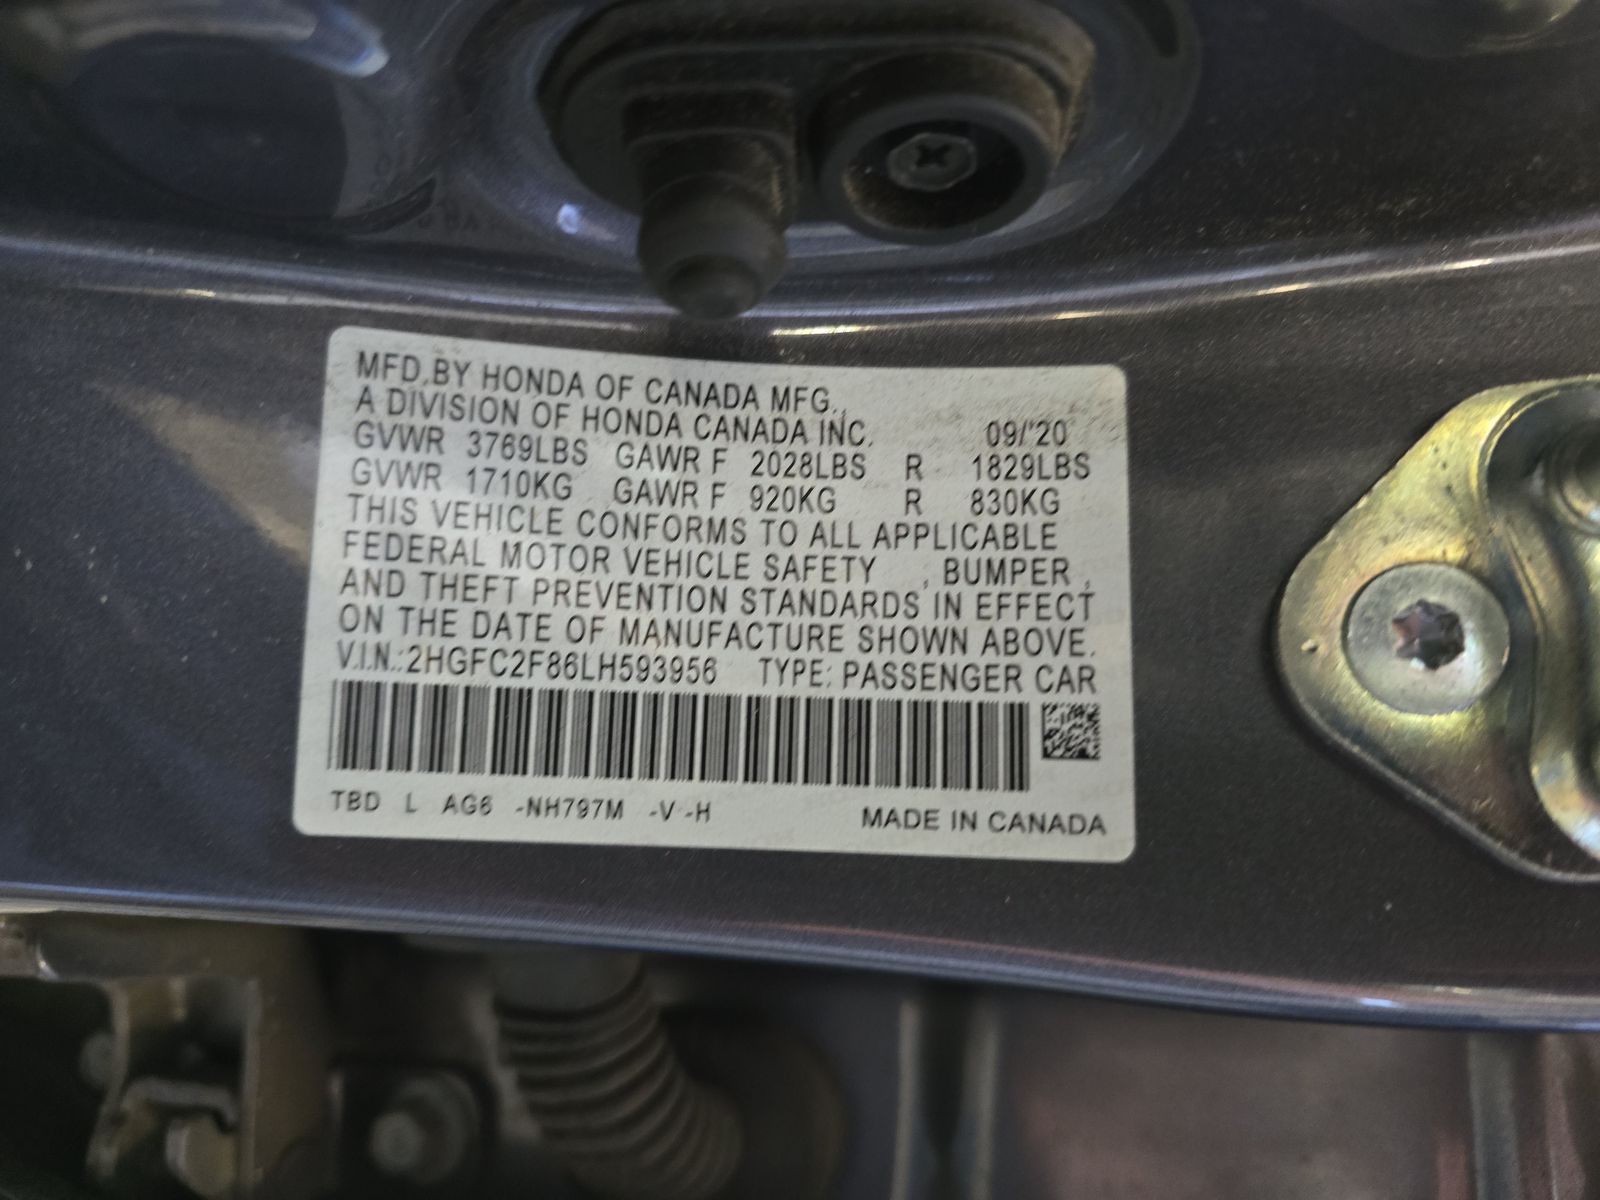 MFD.BY HONDA OF CANADA MFG.,
A DIVISION OF HONDA CANADA INC. 09/'20
GVWR 3769LBS GAWR F 2028LBS R 1829LBS
GVWR 1710KG GAWR F 920KG R 830KG
THIS VEHICLE CONFORMS TO ALL APPLICABLE
FEDERAL MOTOR VEHICLE SAFETY , BUMPER ,
AND THEFT PREVENTION STANDARDS IN EFFECT
ON THE DATE OF MANUFACTURE SHOWN ABOVE.
V.I.N.:2HGFC2F86LH593956 TYPE: PASSENGER CAR
TBD L AG6 -NH797M -V -H MADE IN CANADA